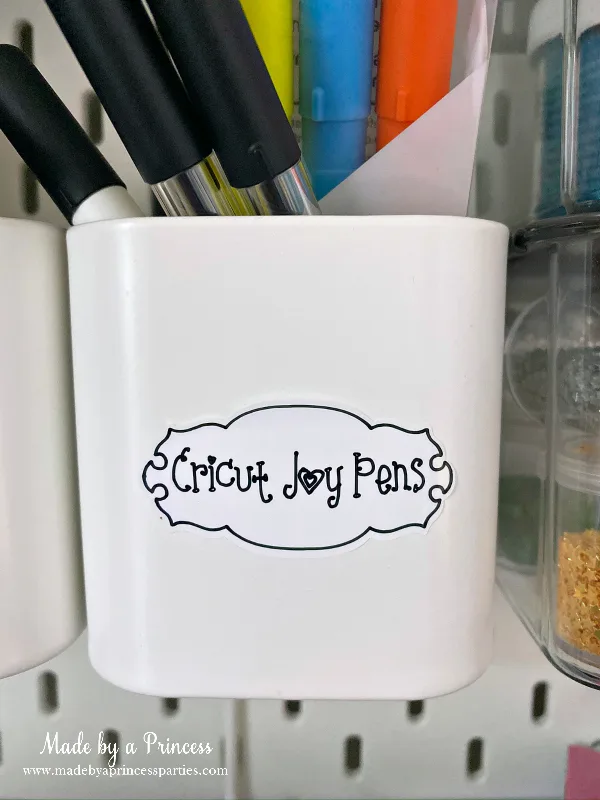 Cricut Joy Pens
Made by a Princess
www.madebyaprincessparties.com